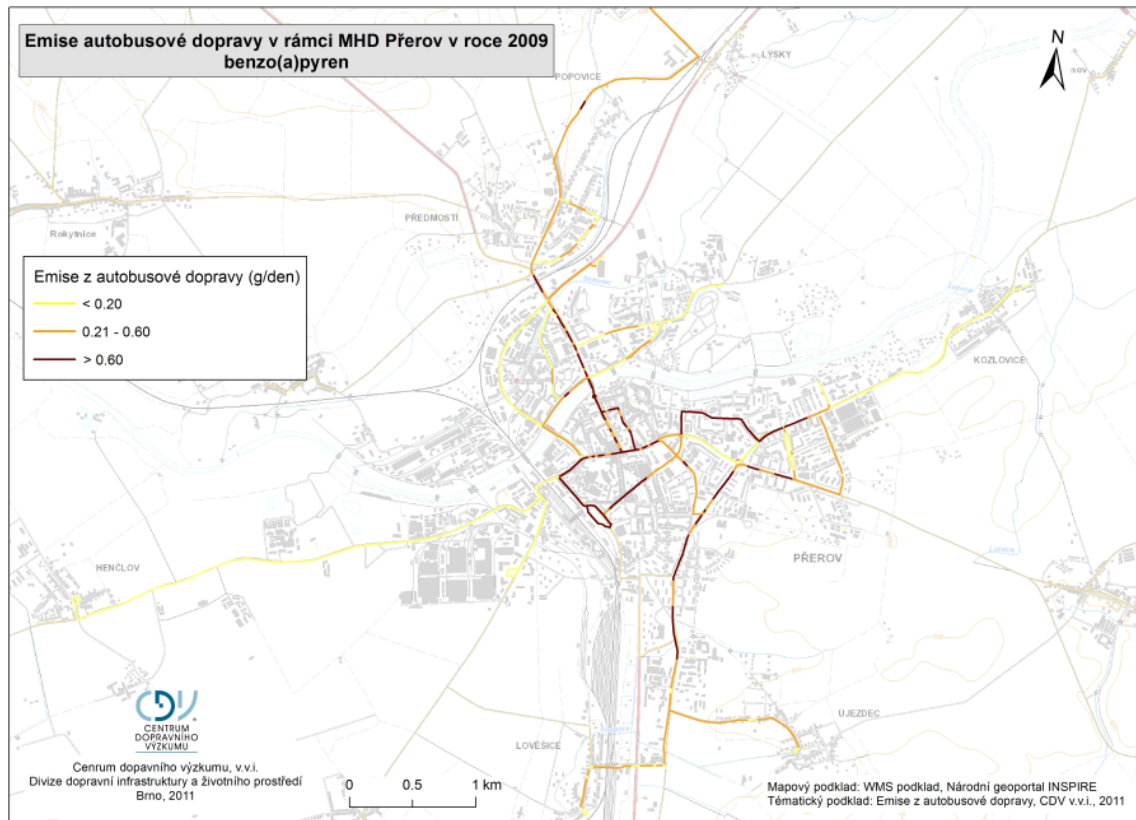 Emise autobusové dopravy v rámci MHD Přerov v roce 2009
benzo(a)pyren
N
LÝSKY
POPOVICE
PŘEDMOSTÍ
Rokytnice
Emise z autobusové dopravy (g/den)
< 0.20
0.21 - 0.60
> 0.60
KOZLOVICE
PŘEROV
HENČLOV
ÚJEZDEC
LOVĚŠICE
CDV
CENTRUM
DOPRAVNÍHO
VÝZKUMU
Cenrum dopavního výzkumu, v.v.i.
Divize dopravní infrastruktury a životního prostředí
Brno, 2011
0 0.5 1 km
Mapový podklad: WMS podklad, Národní geoportal INSPIRE
Tématický podklad: Emise z autobusové dopravy, CDV v.v.i., 2011